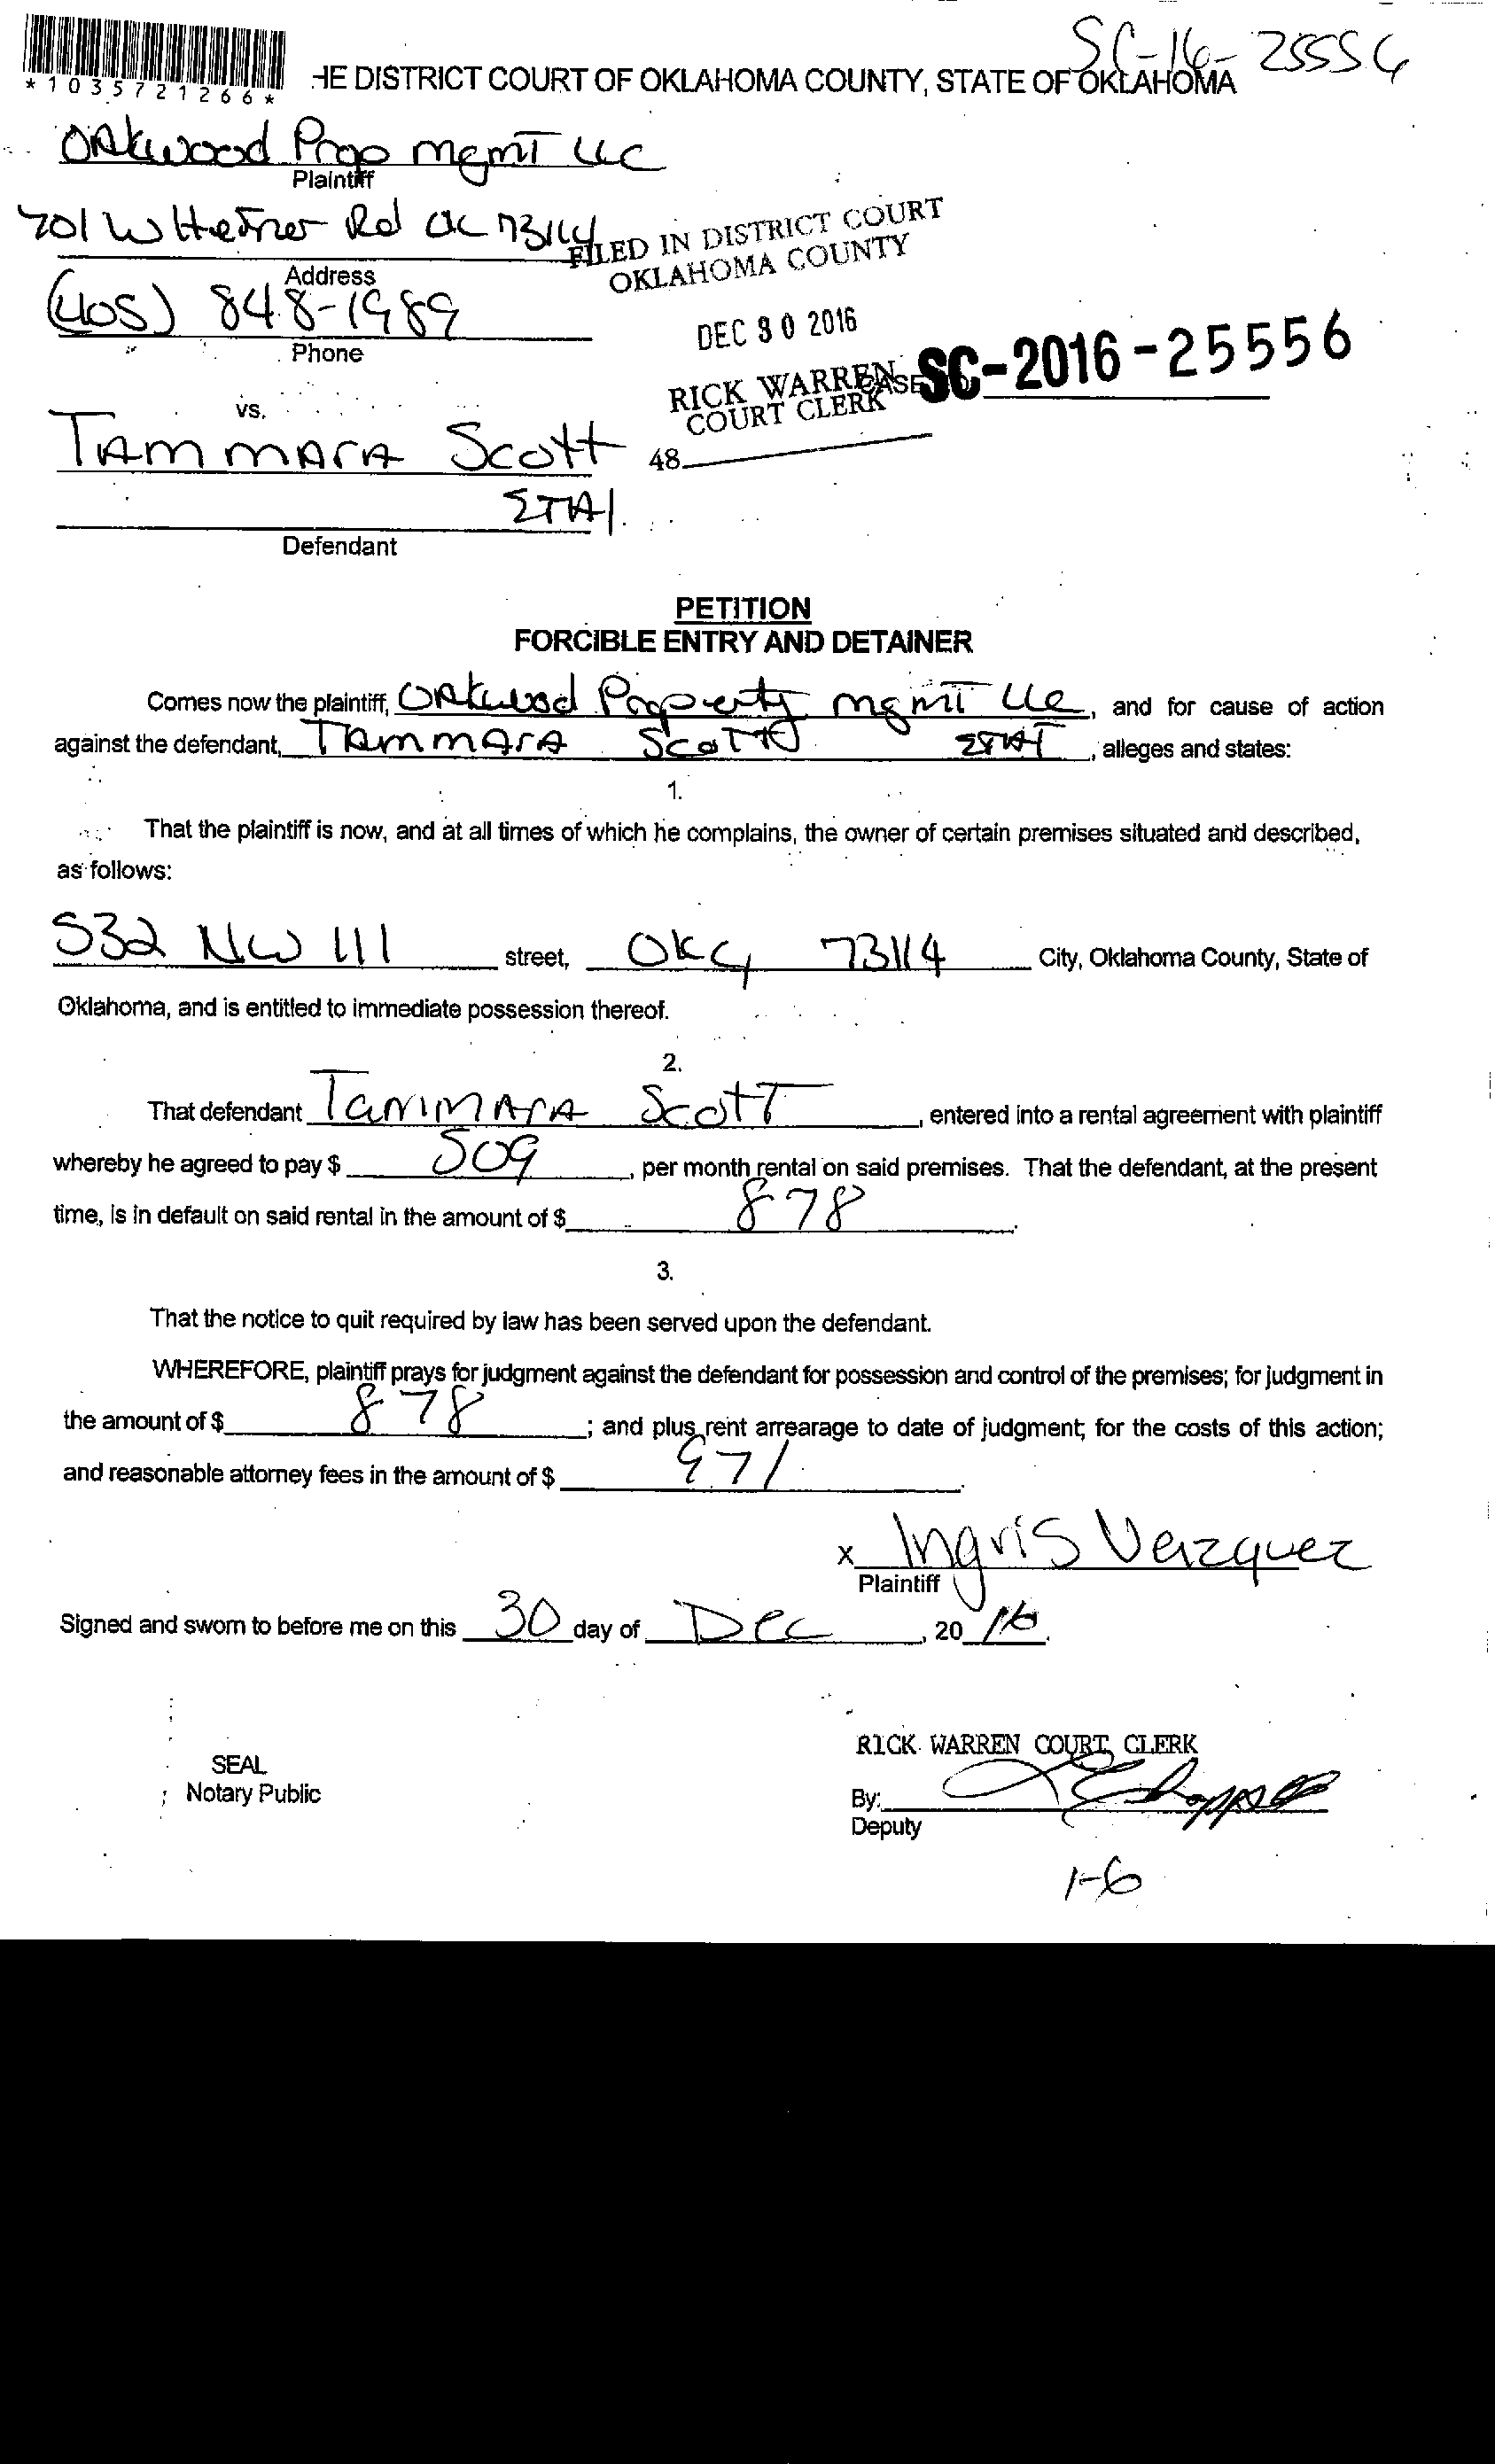 SC-16-25556
*1035721266*
HE DISTRICT COURT OF OKLAHOMA COUNTY, STATE OF OKLAHOMA
Oakwood Prop mgmt LLC
Plaintiff
701 W Hefner Rd OC 73114
FILED IN DISTRICT COURT
OKLAHOMA COUNTY
Address
(405) 848-1989
Phone
DEC 30 2016
RICK WARREN
COURT CLERK
CASE SC-2016-25556
vs.
TAMMARA Scott
48
ETAl.
Defendant
PETITION
FORCIBLE ENTRY AND DETAINER
Comes now the plaintiff, Oakwood Property mgmt LLC, and for cause of action
against the defendant, Tammara Scott ETAl, alleges and states:
1.
That the plaintiff is now, and at all times of which he complains, the owner of certain premises situated and described,
as follows:
532 NW 111 street, OKC, 73114 City, Oklahoma County, State of
Oklahoma, and is entitled to immediate possession thereof.
2.
That defendant Tammara Scott, entered into a rental agreement with plaintiff
whereby he agreed to pay $ 509, per month rental on said premises. That the defendant, at the present
time, is in default on said rental in the amount of $ 878.
3.
That the notice to quit required by law has been served upon the defendant.
WHEREFORE, plaintiff prays for judgment against the defendant for possession and control of the premises; for judgment in
the amount of $ 878; and plus rent arrearage to date of judgment; for the costs of this action;
and reasonable attorney fees in the amount of $ 971.
x Ingris Vazquez
Plaintiff
Signed and sworn to before me on this 30 day of Dec, 20 16.
RICK WARREN COURT CLERK
SEAL
Notary Public
By:
Deputy
1-6